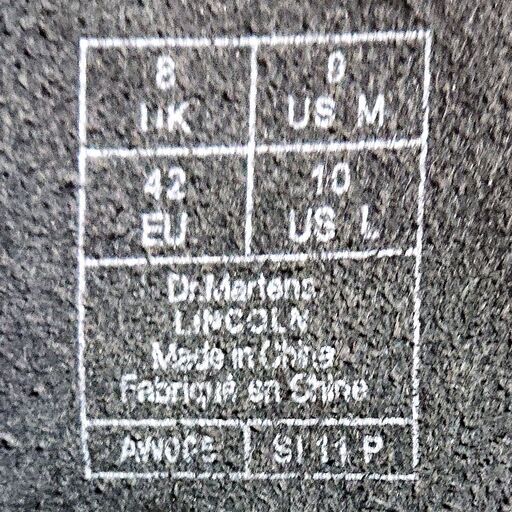 8 9
UK US M
42 10
EU US L
Dr.Martens
LINCOLN
Made in China
Fabriqué en Chine
SI 11 P